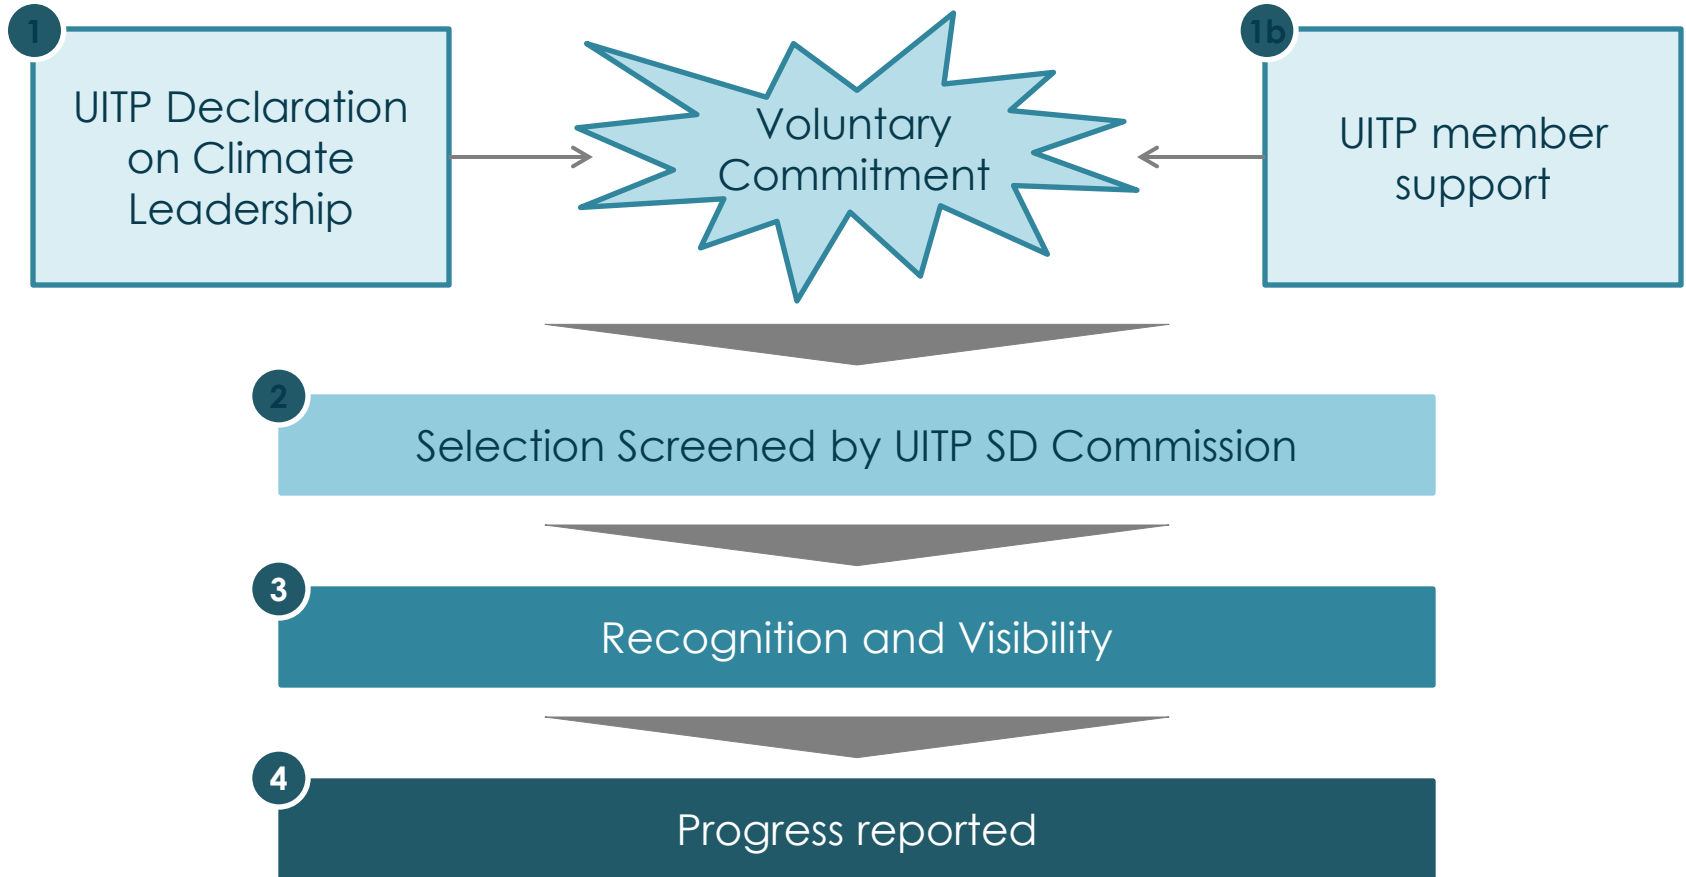 1
UITP Declaration
on Climate
Leadership
Voluntary
Commitment
1b
UITP member
support
2
Selection Screened by UITP SD Commission
3
Recognition and Visibility
4
Progress reported